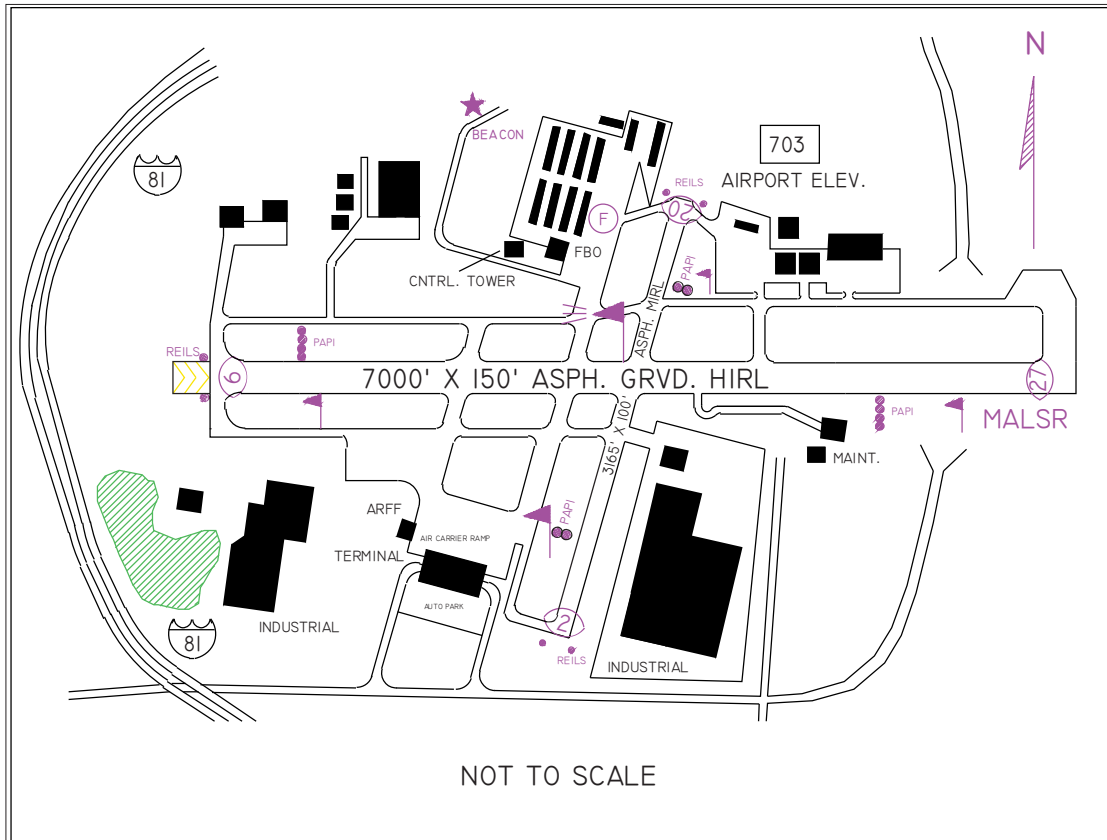 N
BEACON
703
81
REILS
AIRPORT ELEV.
20
F
FBO
CNTRL. TOWER
PAPI
ASPH. MIRL
PAPI
REILS
9
7000' X 150' ASPH. GRVD. HIRL
27
3165' X 100'
PAPI
MALSR
MAINT.
ARFF
PAPI
AIR CARRIER RAMP
TERMINAL
AUTO PARK
2
INDUSTRIAL
81
REILS
INDUSTRIAL
NOT TO SCALE